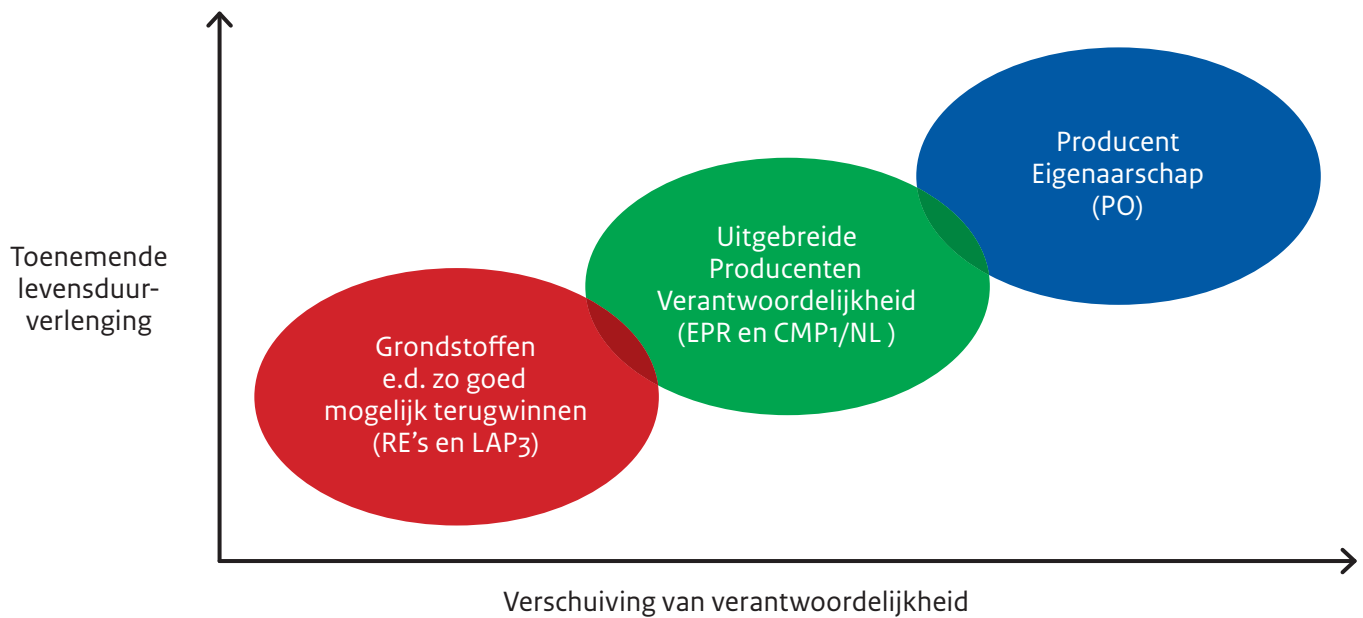 Toenemende
levensduur-
verlenging
Grondstoffen
e.d. zo goed
mogelijk terugwinnen
(RE’s en LAP3)
Uitgebreide
Producenten
Verantwoordelijkheid
(EPR en CMP1/NL )
Producent
Eigenaarschap
(PO)
Verschuiving van verantwoordelijkheid